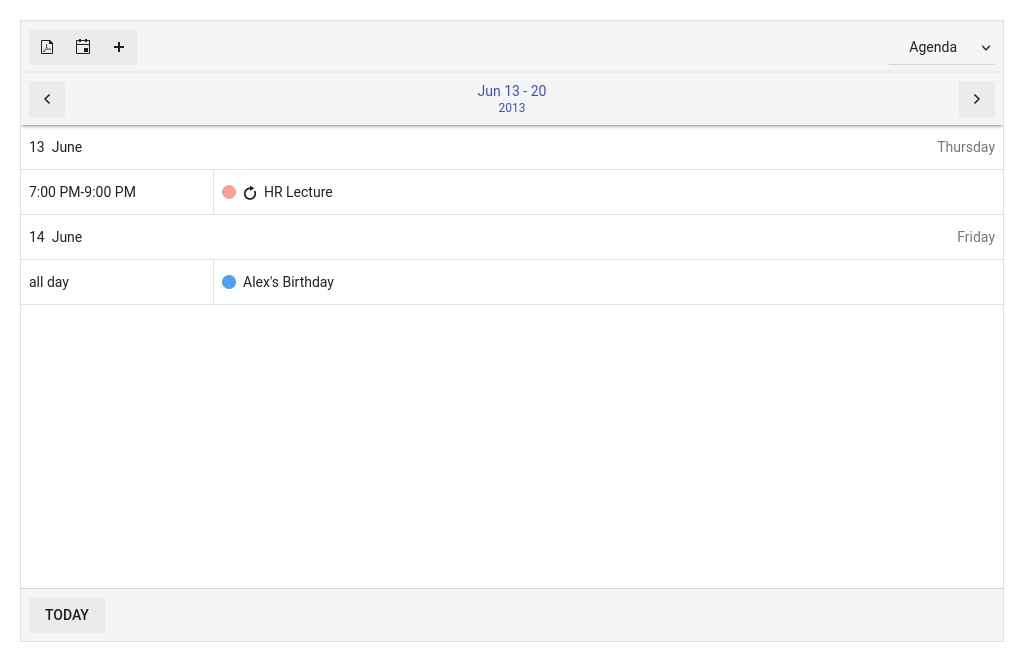 Agenda
Jun 13 - 20
2013
13 June Thursday
7:00 PM-9:00 PM HR Lecture
14 June Friday
all day Alex's Birthday
TODAY